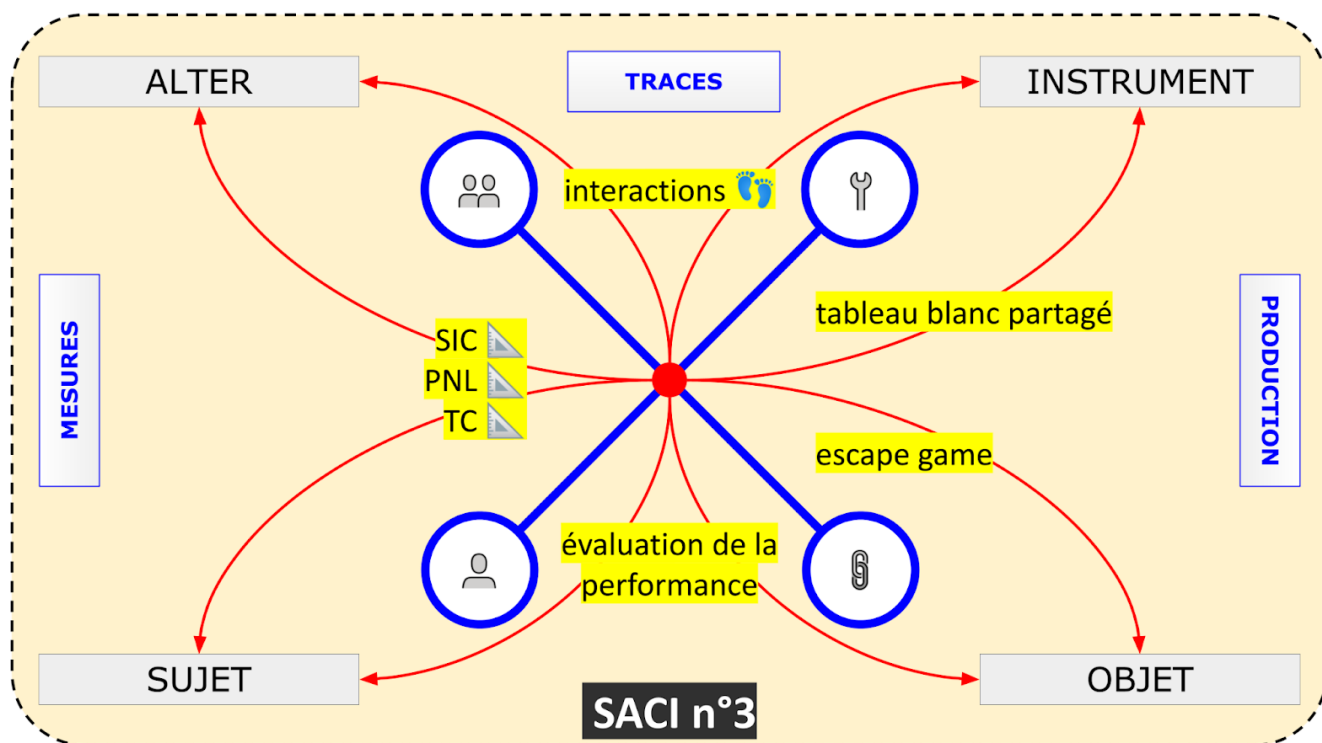 ALTER
TRACES
INSTRUMENT
interactions 👣
tableau blanc partagé
MESURES
PRODUCTION
SIC 📐
PNL 📐
TC 📐
escape game
évaluation de la
performance
SUJET
OBJET
SACI n°3